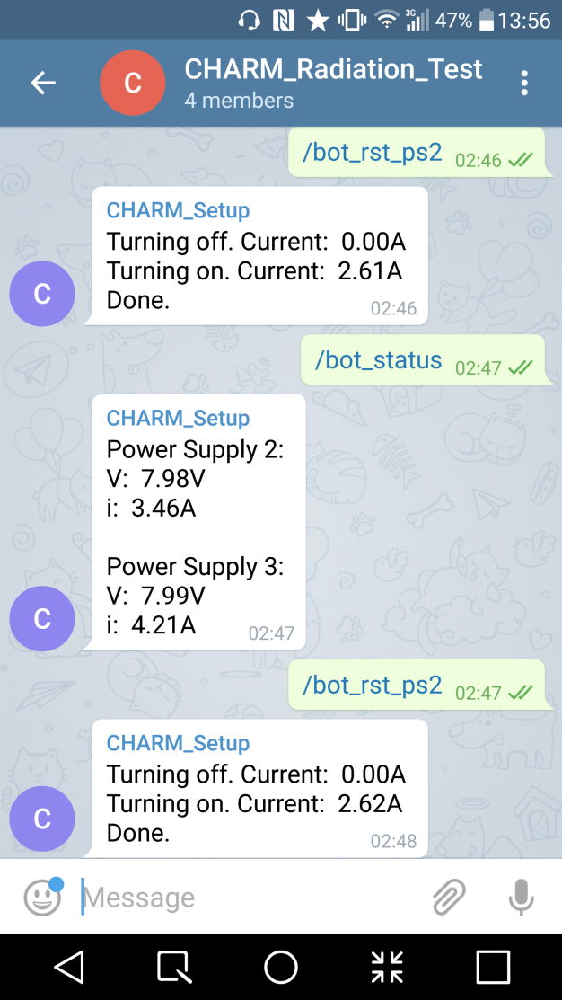 3G 47% 13:56
C CHARM_Radiation_Test
4 members
/bot_rst_ps2 02:46
CHARM_Setup
Turning off. Current: 0.00A
Turning on. Current: 2.61A
C Done. 02:46
/bot_status 02:47
CHARM_Setup
Power Supply 2:
V: 7.98V
i: 3.46A
Power Supply 3:
V: 7.99V
C i: 4.21A 02:47
/bot_rst_ps2 02:47
CHARM_Setup
Turning off. Current: 0.00A
Turning on. Current: 2.62A
C Done. 02:48
Message